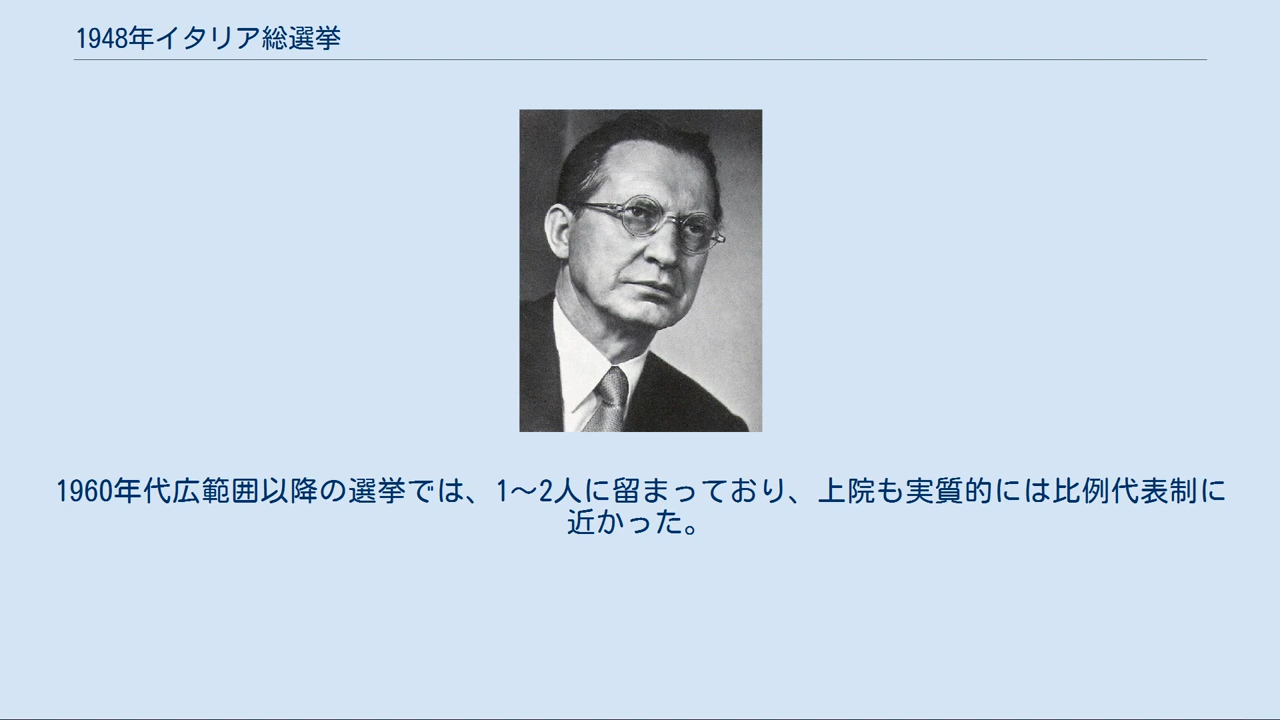 1948年イタリア総選挙
1960年代広範囲以降の選挙では、1〜2人に留まっており、上院も実質的には比例代表制に
近かった。